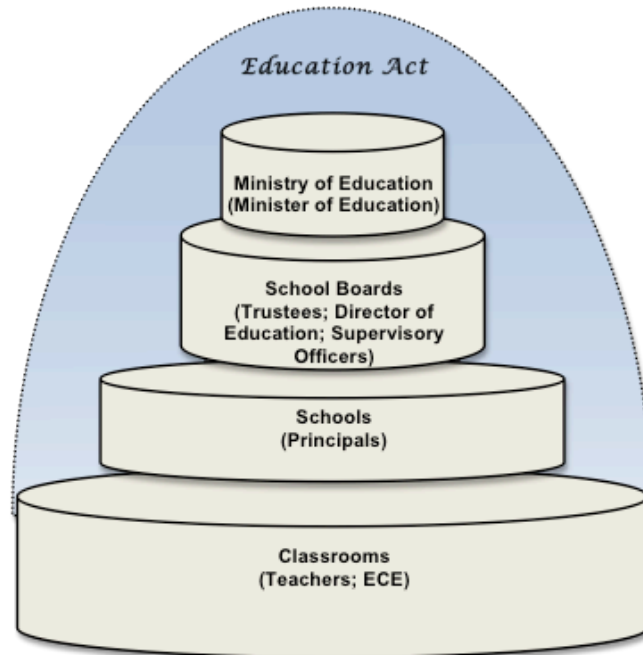 Education Act
Ministry of Education
(Minister of Education)
School Boards
(Trustees; Director of
Education; Supervisory
Officers)
Schools
(Principals)
Classrooms
(Teachers; ECE)